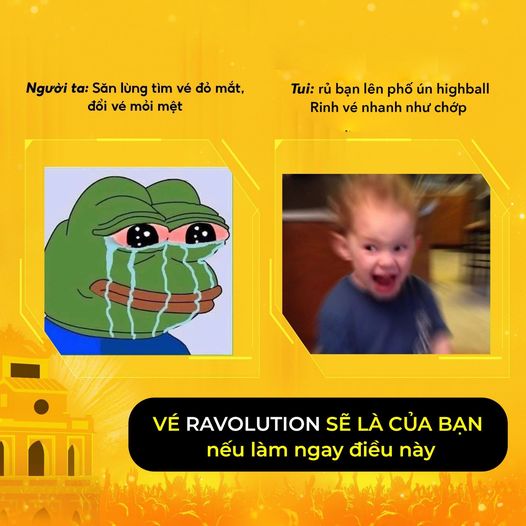 Người ta: Săn lùng tìm vé đỏ mắt,
đổi vé mỏi mệt
Tui: rủ bạn lên phố ún highball
Rinh vé nhanh như chớp
VÉ RAVOLUTION SẼ LÀ CỦA BẠN
nếu làm ngay điều này